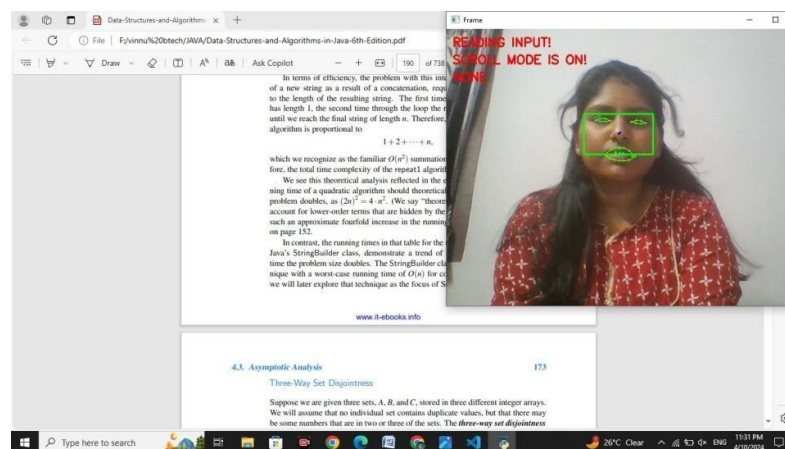 Data-Structures-and-Algorithms
File
F:/vinnu%20btech/JAVA/Data-Structures-and-Algorithms-in-Java-6th-Edition.pdf
Draw
Ask Copilot
190 of 738
In terms of efficiency, the problem with this
of a new string as a result of a concatenation,
to the length of the resulting string. The first time
has length 1, the second time through the loop the
until we reach the final string of length n. Therefore,
algorithm is proportional to
1+2+···+n,
which we recognize as the familiar O(n²) summation
fore, the total time complexity of the repeat1
We see this theoretical analysis reflected in the
ning time of a quadratic algorithm should
problem doubles, as (2n)² = 4·n². (We say
account for lower-order terms that are hidden by the
such an approximate fourfold increase in the running
on page 152.
In contrast, the running times in that table for the
Java's StringBuilder class, demonstrate a trend of
time the problem size doubles. The StringBuilder
nique with a worst-case running time of O(n) for
we will later explore that technique as the focus of
www.it-ebooks.info
4.3. Asymptotic Analysis 173
Three-Way Set Disjointness
Suppose we are given three sets, A, B, and C, stored in three different integer arrays.
We will assume that no individual set contains duplicate values, but that there may
be some numbers that are in two or three of the sets. The three-way set disjointness
Frame
READING INPUT!
SCROLL MODE IS ON!
NONE
Type here to search
26°C Clear
ENG
11:31 PM
4/10/2024